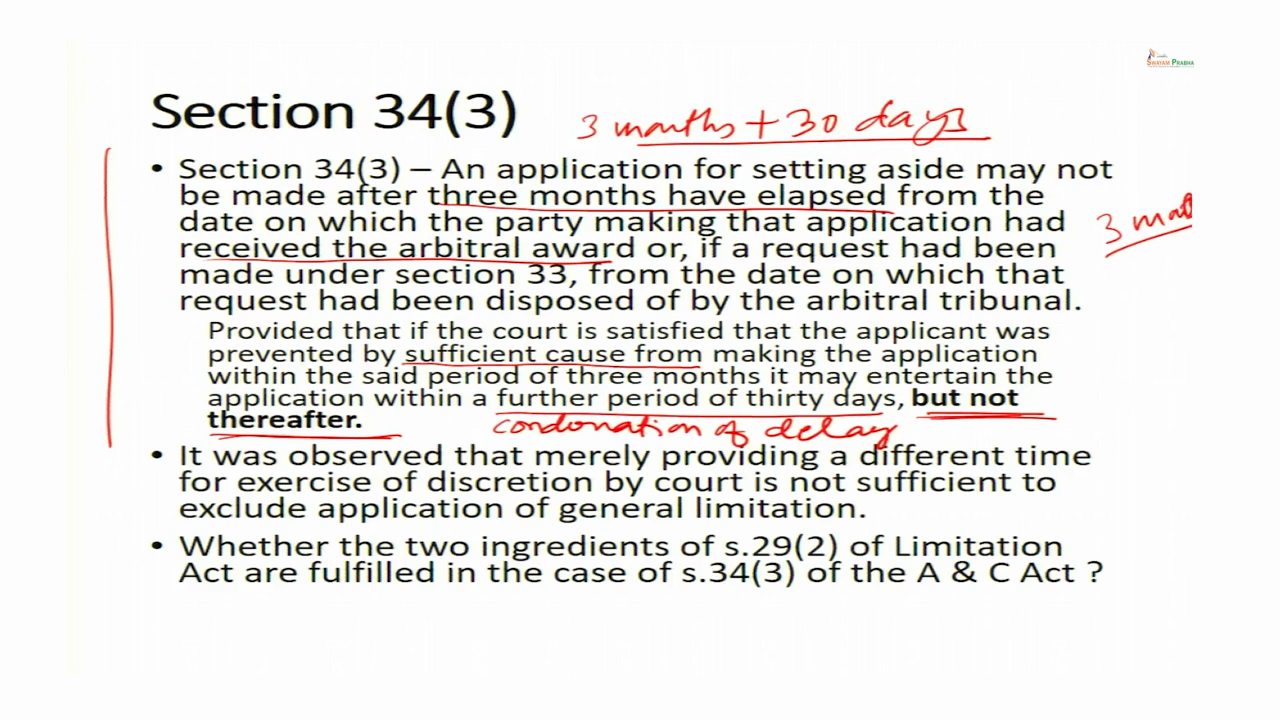 SWAYAM PRABHA
Section 34(3)
3 months + 30 days
• Section 34(3) – An application for setting aside may not
be made after three months have elapsed from the
date on which the party making that application had
received the arbitral award or, if a request had been
made under section 33, from the date on which that
request had been disposed of by the arbitral tribunal.
3
Provided that if the court is satisfied that the applicant was
prevented by sufficient cause from making the application
within the said period of three months it may entertain the
application within a further period of thirty days, but not
thereafter.
condonation of delay
• It was observed that merely providing a different time
for exercise of discretion by court is not sufficient to
exclude application of general limitation.
• Whether the two ingredients of s.29(2) of Limitation
Act are fulfilled in the case of s.34(3) of the A & C Act ?